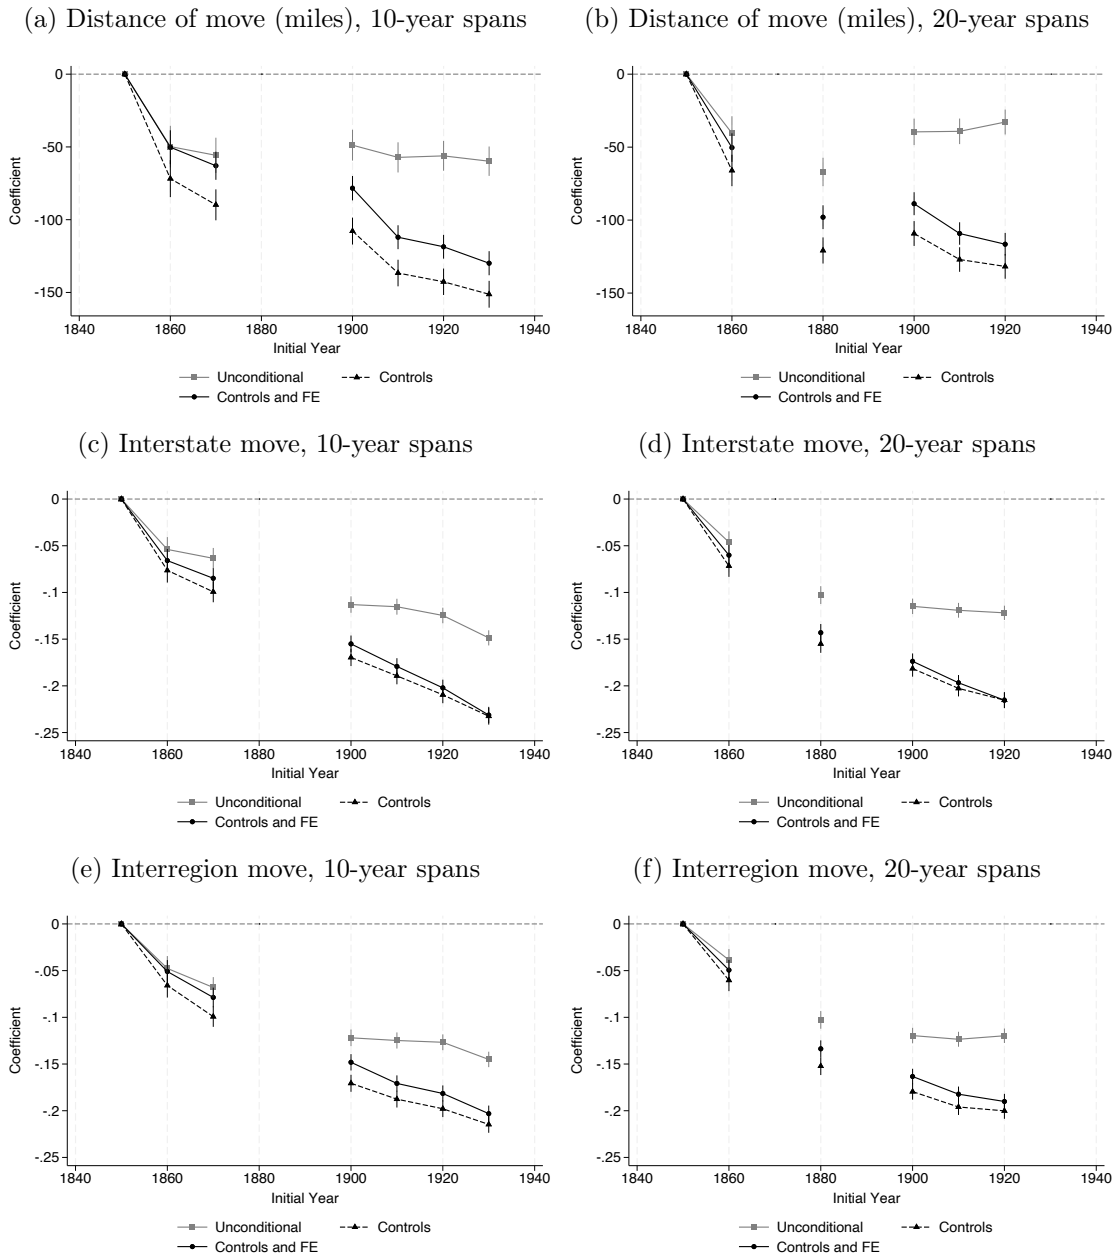 (a) Distance of move (miles), 10-year spans
0
-50
-100
-150
Coefficient
1840 1860 1880 1900 1920 1940
Initial Year
Unconditional Controls
Controls and FE
(b) Distance of move (miles), 20-year spans
0
-50
-100
-150
Coefficient
1840 1860 1880 1900 1920 1940
Initial Year
Unconditional Controls
Controls and FE
(c) Interstate move, 10-year spans
0
-.05
-.1
-.15
-.2
-.25
Coefficient
1840 1860 1880 1900 1920 1940
Initial Year
Unconditional Controls
Controls and FE
(d) Interstate move, 20-year spans
0
-.05
-.1
-.15
-.2
-.25
Coefficient
1840 1860 1880 1900 1920 1940
Initial Year
Unconditional Controls
Controls and FE
(e) Interregion move, 10-year spans
0
-.05
-.1
-.15
-.2
-.25
Coefficient
1840 1860 1880 1900 1920 1940
Initial Year
Unconditional Controls
Controls and FE
(f) Interregion move, 20-year spans
0
-.05
-.1
-.15
-.2
-.25
Coefficient
1840 1860 1880 1900 1920 1940
Initial Year
Unconditional Controls
Controls and FE